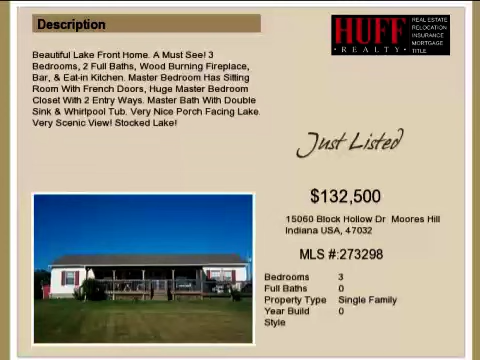 Description
Beautiful Lake Front Home. A Must See! 3
Bedrooms, 2 Full Baths, Wood Burning Fireplace,
Bar, & Eat-in Kitchen. Master Bedroom Has Sitting
Room With French Doors, Huge Master Bedroom
Closet With 2 Entry Ways. Master Bath With Double
Sink & Whirlpool Tub. Very Nice Porch Facing Lake.
Very Scenic View! Stocked Lake!
HUFF
·REALTY·
REAL ESTATE
RELOCATION
INSURANCE
MORTGAGE
TITLE
Just Listed
$132,500
15060 Block Hollow Dr Moores Hill
Indiana USA, 47032
MLS #:273298
Bedrooms 3
Full Baths 0
Property Type Single Family
Year Build 0
Style